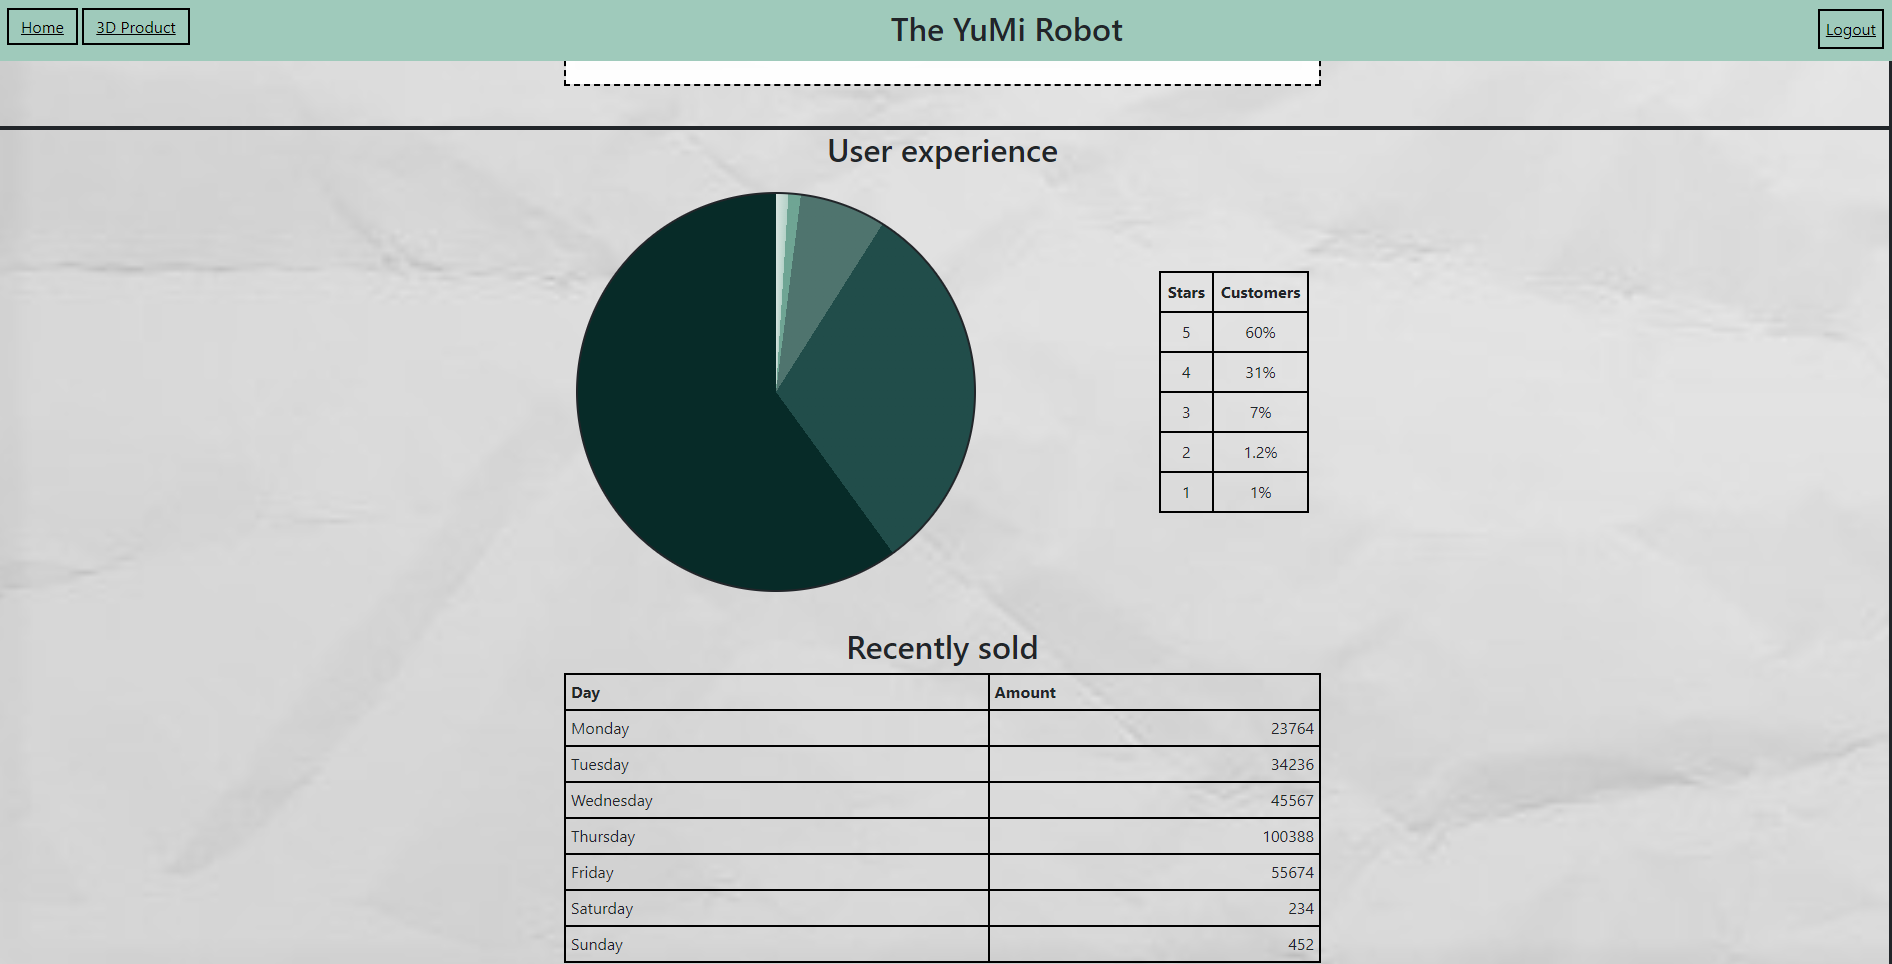 Home 3D Product The YuMi Robot Logout
User experience
Stars Customers
5 60%
4 31%
3 7%
2 1.2%
1 1%
Recently sold
Day Amount
Monday 23764
Tuesday 34236
Wednesday 45567
Thursday 100388
Friday 55674
Saturday 234
Sunday 452